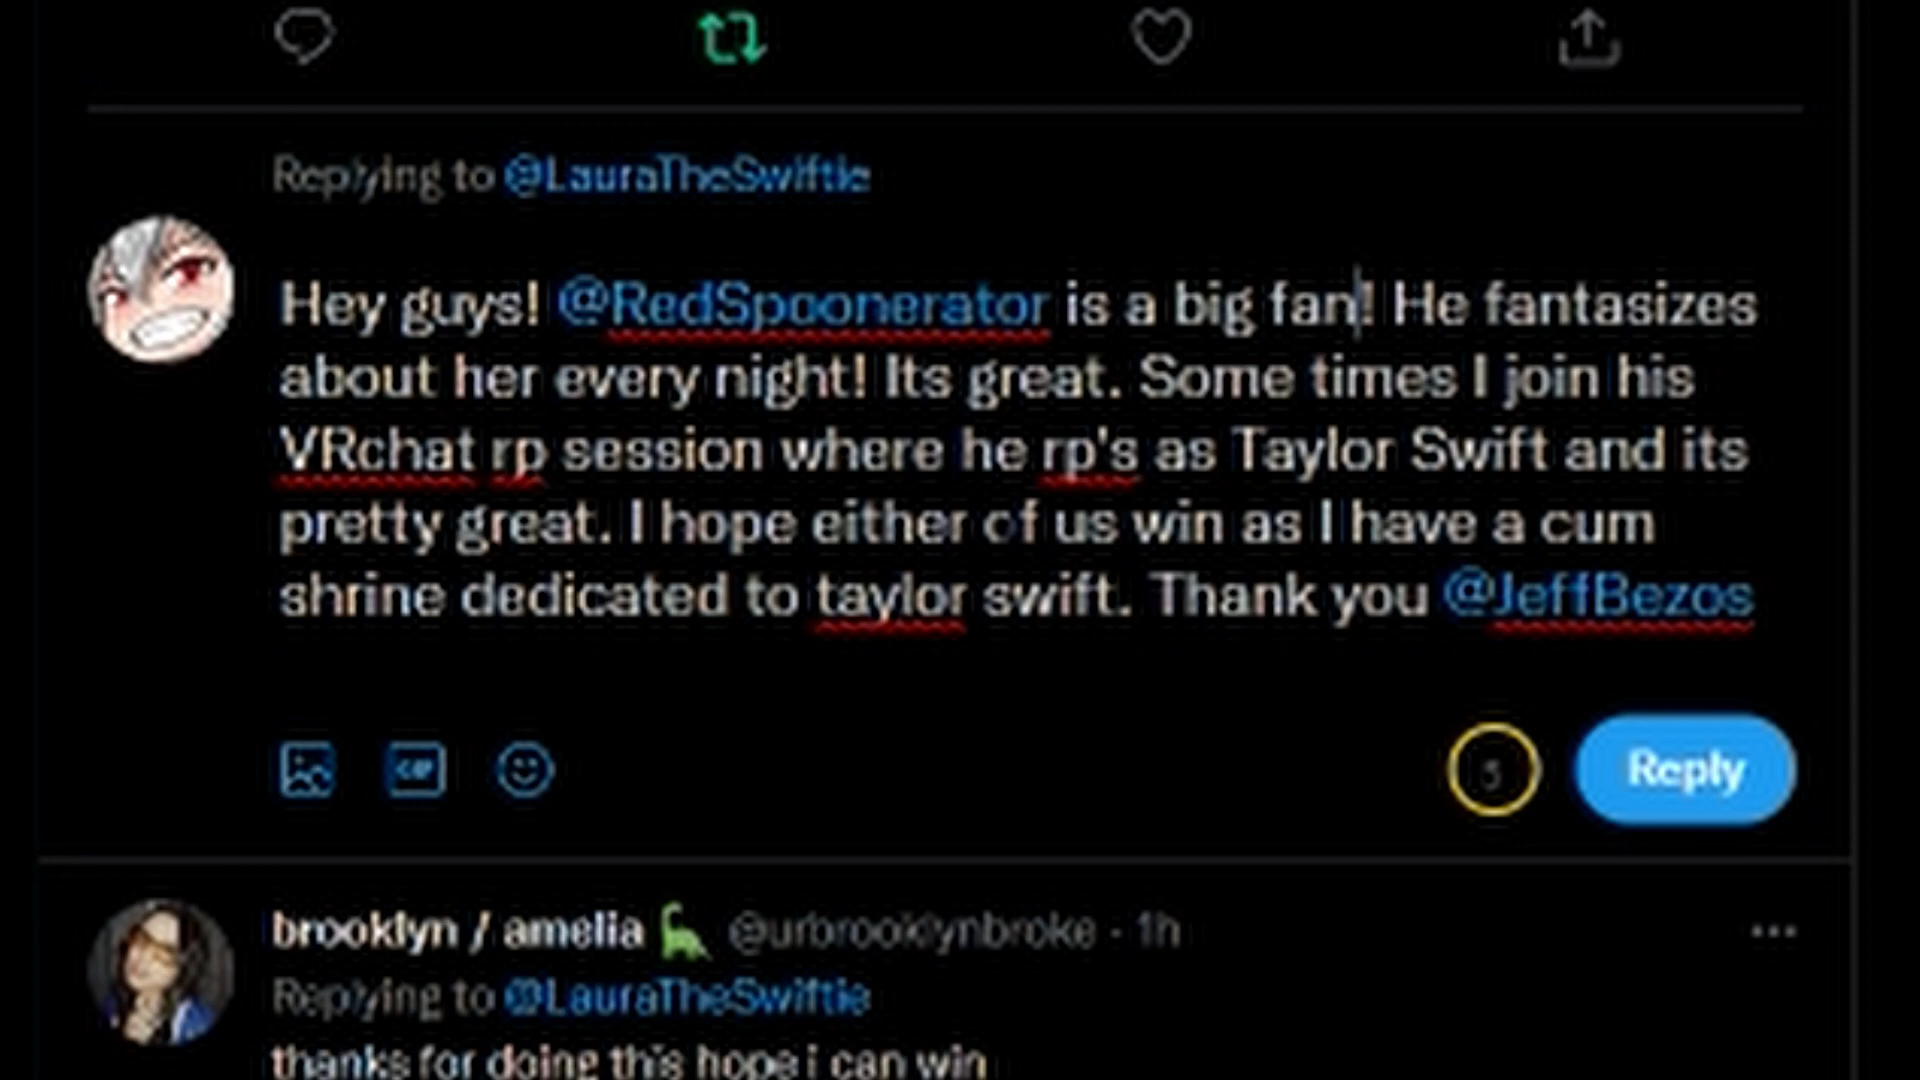 Replying to @LauraTheSwiftie
Hey guys! @RedSpoonerator is a big fan! He fantasizes
about her every night! Its great. Some times I join his
VRchat rp session where he rp's as Taylor Swift and its
pretty great. I hope either of us win as I have a cum
shrine dedicated to taylor swift. Thank you @JeffBezos
GIF
5 Reply
brooklyn / amelia @urbrooklynbroke · 1h
Replying to @LauraTheSwiftie
thanks for doing this hope i can win